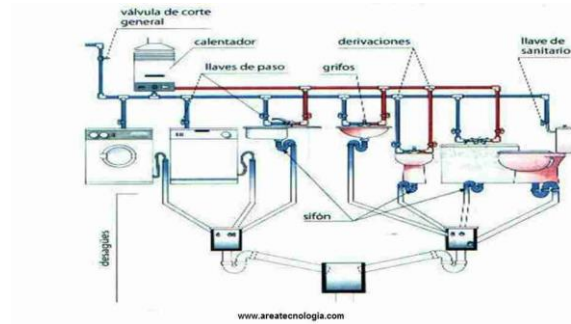 válvula de corte
general
calentador
llaves de paso
grifos
derivaciones
llave de
sanitario
sifón
desagües
www.areatecnologia.com